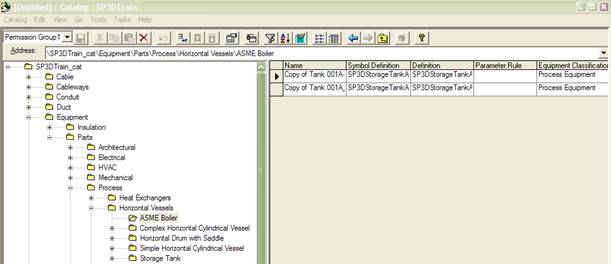 [Untitled] : Catalog : SP3DTrain
Catalog Edit View Go Tools Tasks Help
Permission Group1
Address: \SP3DTrain_cat\Equipment\Parts\Process\Horizontal Vessels\ASME Boiler
SP3DTrain_cat
Cable
Cableways
Conduit
Duct
Equipment
Insulation
Parts
Architectural
Electrical
HVAC
Mechanical
Process
Heat Exchangers
Horizontal Vessels
ASME Boiler
Complex Horizontal Cylindrical Vessel
Horizontal Drum with Saddle
Simple Horizontal Cylindrical Vessel
Storage Tank
Name Symbol Definition Definition Parameter Rule Equipment Classification
Copy of Tank 001A- SP3DStorageTankA SP3DStorageTankA Process Equipment
Copy of Tank 001A_ SP3DStorageTankA SP3DStorageTankA Process Equipment